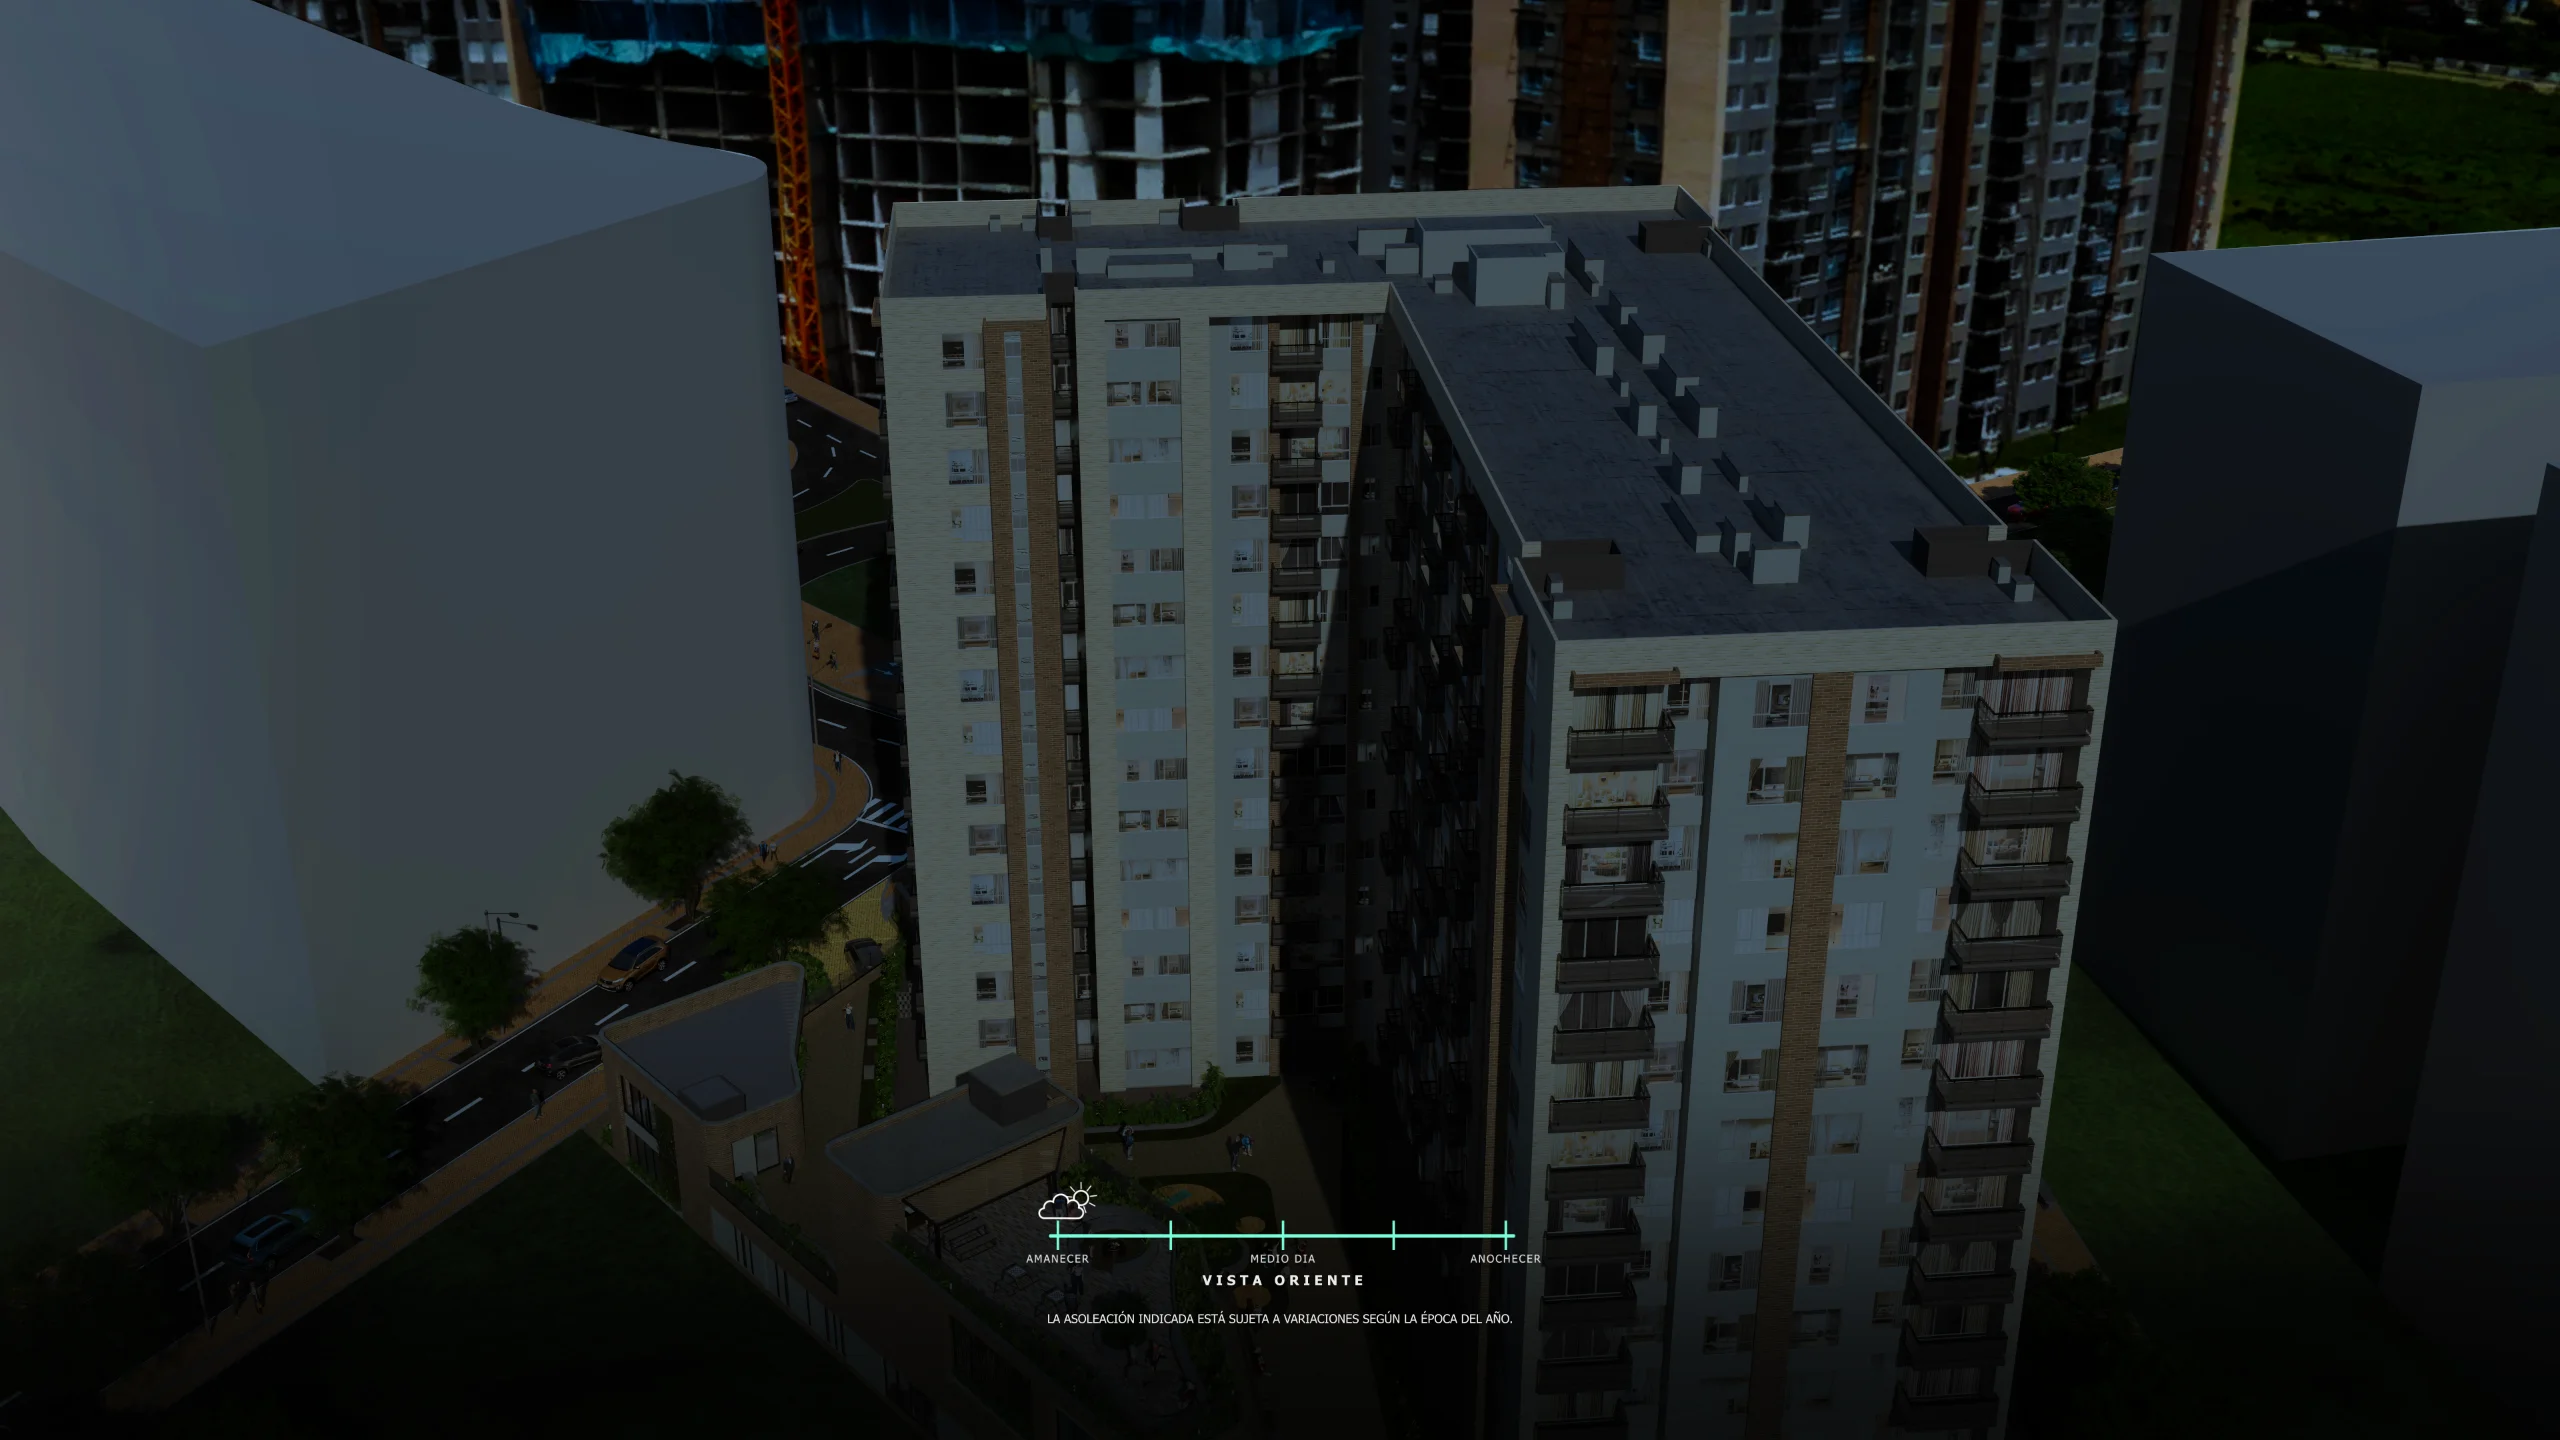 AMANECER MEDIO DIA ANOCHECER
VISTA ORIENTE
LA ASOLEACIÓN INDICADA ESTÁ SUJETA A VARIACIONES SEGÚN LA ÉPOCA DEL AÑO.